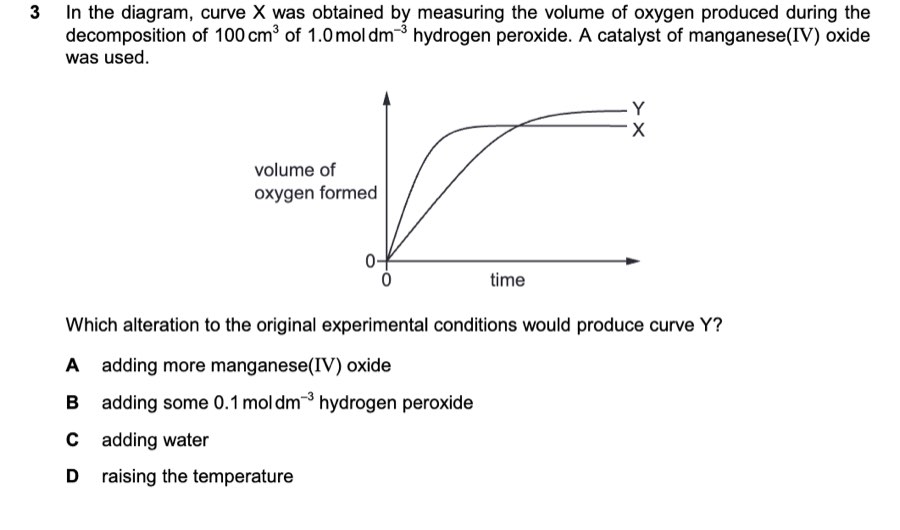 3 In the diagram, curve X was obtained by measuring the volume of oxygen produced during the
decomposition of 100 cm³ of 1.0 mol dm⁻³ hydrogen peroxide. A catalyst of manganese(IV) oxide
was used.
Y
X
volume of
oxygen formed
0
0
time
Which alteration to the original experimental conditions would produce curve Y?
A adding more manganese(IV) oxide
B adding some 0.1 mol dm⁻³ hydrogen peroxide
C adding water
D raising the temperature